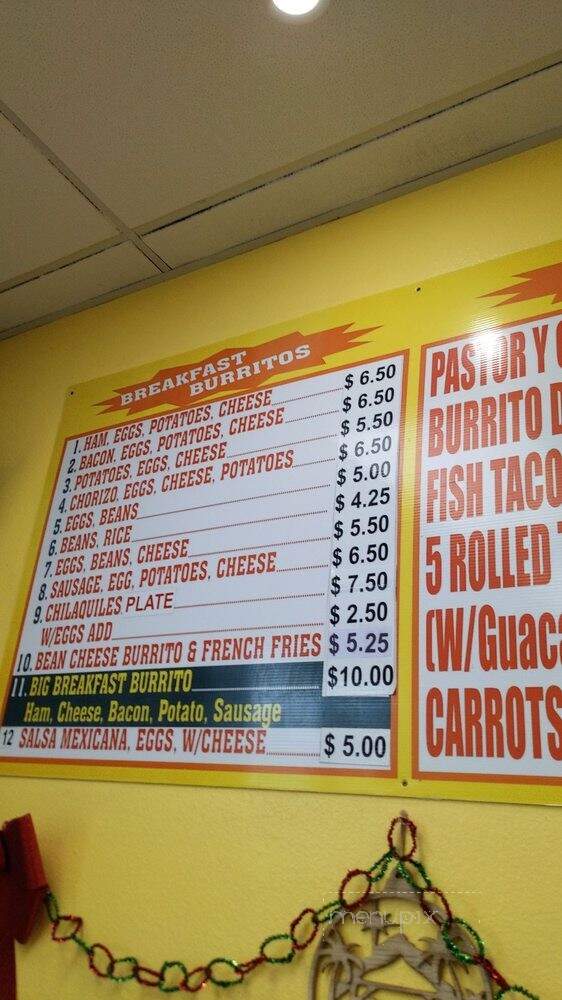 BREAKFAST
BURRITOS
1. HAM, EGGS, POTATOES, CHEESE $ 6.50
2. BACON, EGGS, POTATOES, CHEESE $ 6.50
3. POTATOES, EGGS, CHEESE $ 5.50
4. CHORIZO, EGGS, CHEESE, POTATOES $ 6.50
5. EGGS, BEANS $ 5.00
6. BEANS, RICE $ 4.25
7. EGGS, BEANS, CHEESE $ 5.50
8. SAUSAGE, EGG, POTATOES, CHEESE $ 6.50
9. CHILAQUILES PLATE $ 7.50
W/EGGS ADD $ 2.50
10. BEAN CHEESE BURRITO & FRENCH FRIES $ 5.25
11. BIG BREAKFAST BURRITO $10.00
Ham, Cheese, Bacon, Potato, Sausage
12 SALSA MEXICANA, EGGS, W/CHEESE $ 5.00
PASTOR Y
BURRITO
FISH TACO
5 ROLLED
(W/Guac
CARROTS
menupix